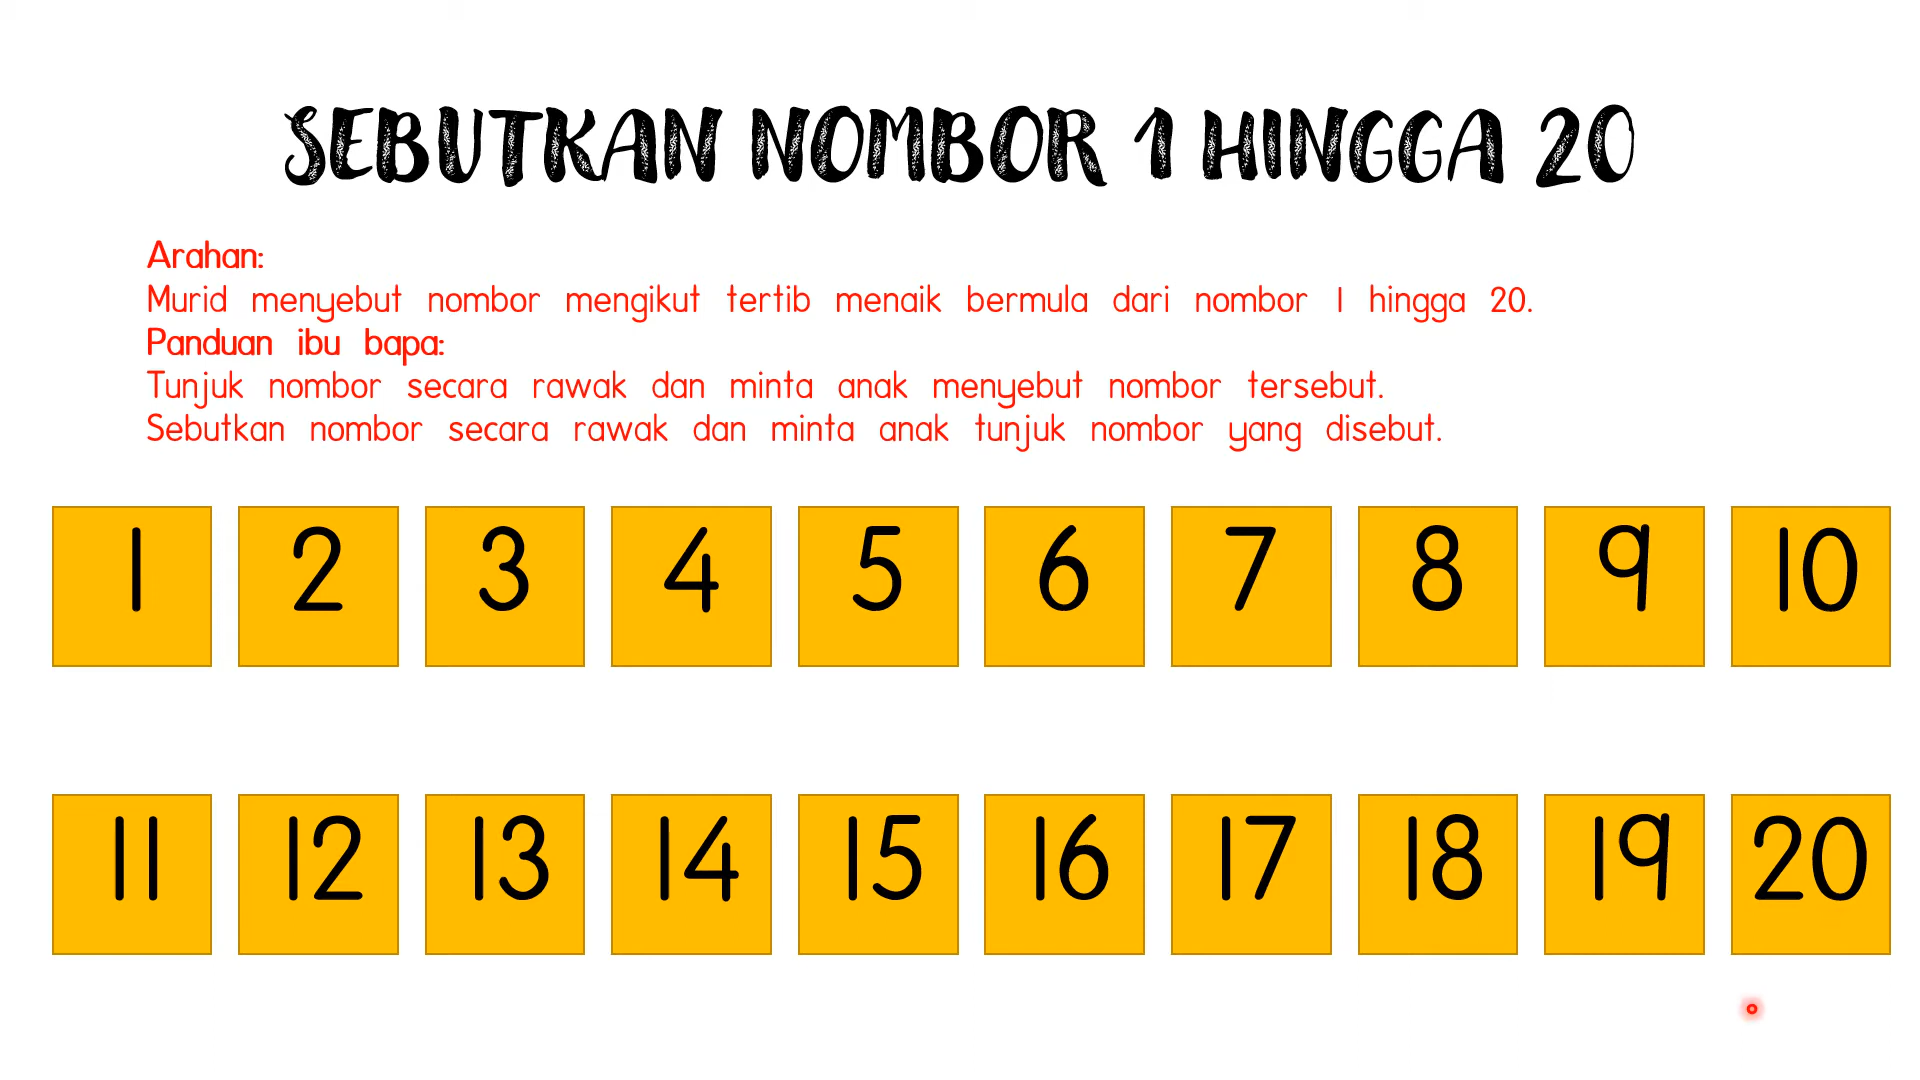 SEBUTKAN NOMBOR 1 HINGGA 20
Arahan:
Murid menyebut nombor mengikut tertib menaik bermula dari nombor 1 hingga 20.
Panduan ibu bapa:
Tunjuk nombor secara rawak dan minta anak menyebut nombor tersebut.
Sebutkan nombor secara rawak dan minta anak tunjuk nombor yang disebut.
1 2 3 4 5 6 7 8 9 10
11 12 13 14 15 16 17 18 19 20